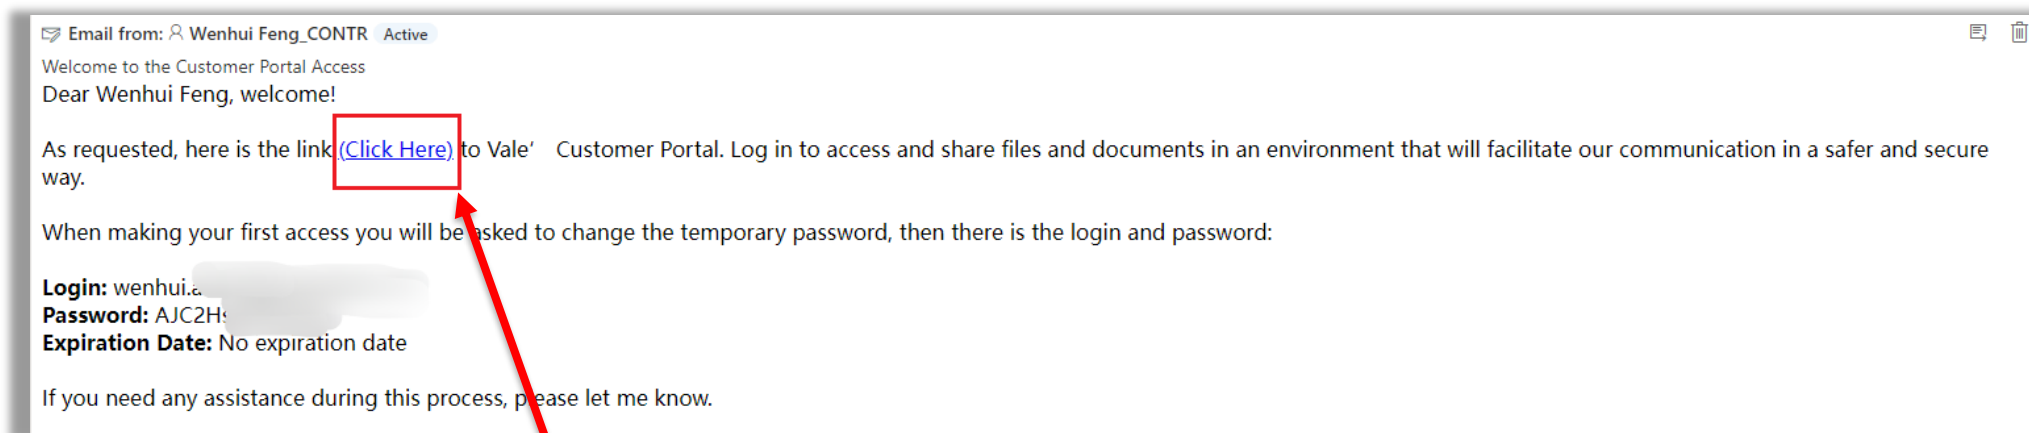 Email from: Wenhui Feng_CONTR Active
Welcome to the Customer Portal Access
Dear Wenhui Feng, welcome!
As requested, here is the link (Click Here) to Vale' Customer Portal. Log in to access and share files and documents in an environment that will facilitate our communication in a safer and secure
way.
When making your first access you will be asked to change the temporary password, then there is the login and password:
Login:
Password:
Expiration Date: No expiration date
If you need any assistance during this process, please let me know.